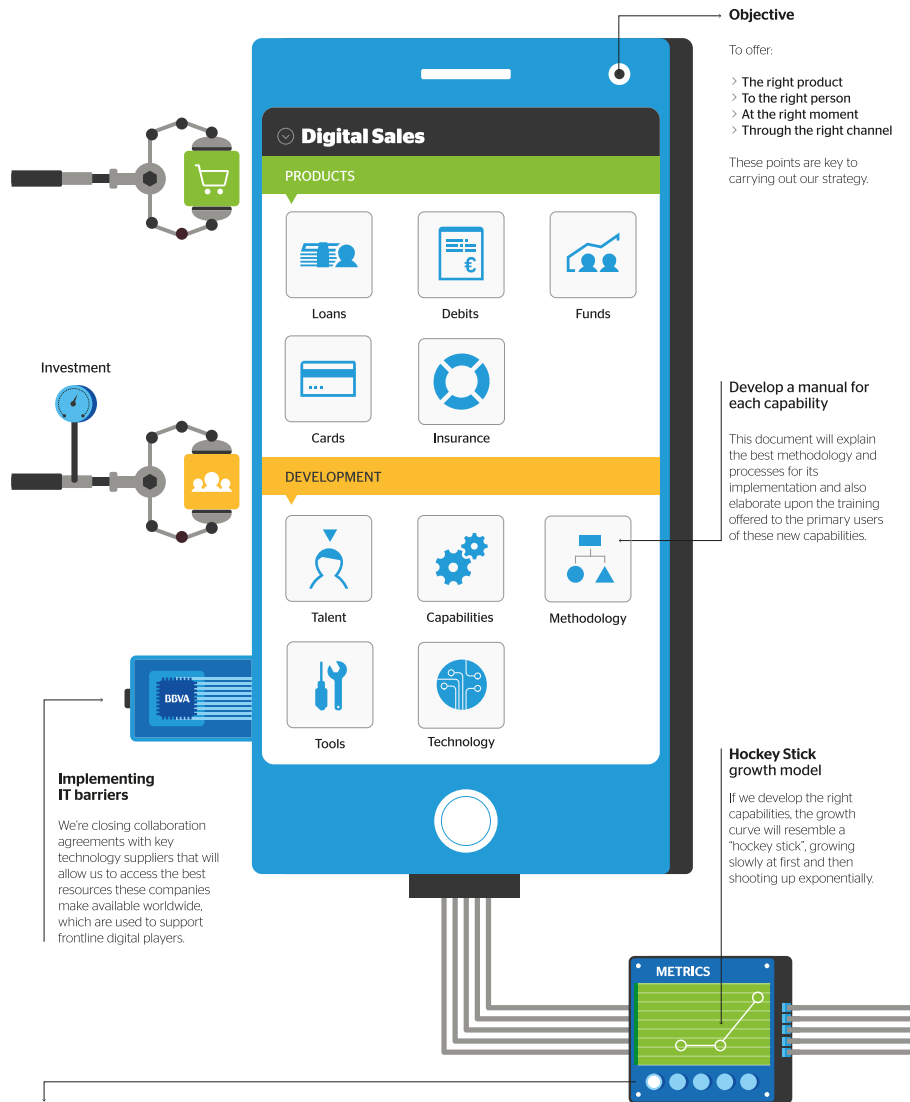 Objective
To offer:
> The right product
> To the right person
> At the right moment
> Through the right channel
These points are key to
carrying out our strategy.
Digital Sales
PRODUCTS
Loans
Debits
€
Funds
Cards
Insurance
Investment
DEVELOPMENT
Talent
Capabilities
Methodology
Tools
Technology
Develop a manual for
each capability
This document will explain
the best methodology and
processes for its
implementation and also
elaborate upon the training
offered to the primary users
of these new capabilities.
BBVA
Implementing
IT barriers
We're closing collaboration
agreements with key
technology suppliers that will
allow us to access the best
resources these companies
make available worldwide,
which are used to support
frontline digital players.
Hockey Stick
growth model
If we develop the right
capabilities, the growth
curve will resemble a
"hockey stick", growing
slowly at first and then
shooting up exponentially.
METRICS